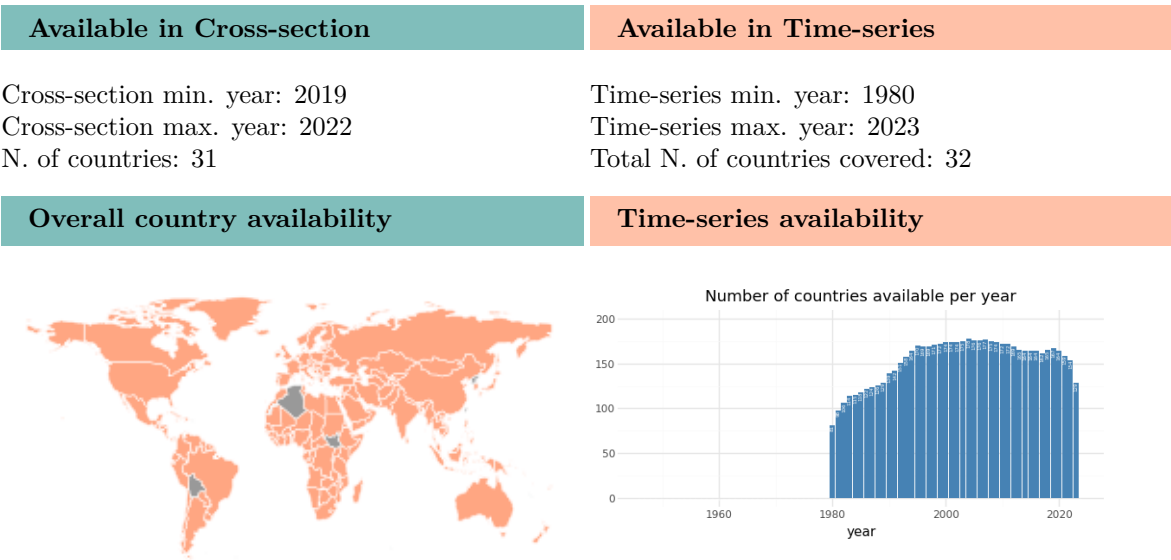 Available in Cross-section
Available in Time-series
Cross-section min. year: 2019
Cross-section max. year: 2022
N. of countries: 31
Time-series min. year: 1980
Time-series max. year: 2023
Total N. of countries covered: 32
Overall country availability
Time-series availability
Number of countries available per year
200
150
100
50
0
1960
1980
2000
2020
year